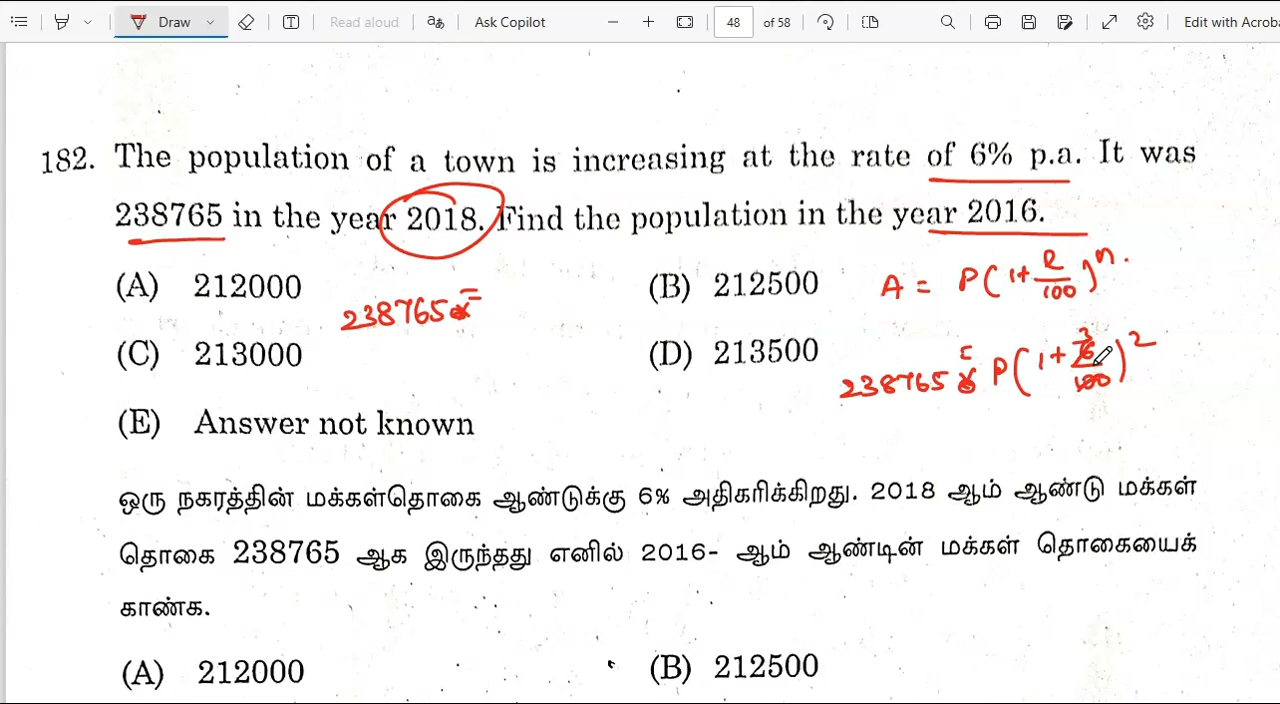 Draw Read aloud Ask Copilot 48 of 58 Edit with Acroba
182. The population of a town is increasing at the rate of 6% p.a. It was
238765 in the year 2018. Find the population in the year 2016.
(A) 212000 (B) 212500 A = P(1+R/100)^n.
238765
(C) 213000 (D) 213500
238765 P(1+6/100)^2
(E) Answer not known
ஒரு நகரத்தின் மக்கள்தொகை ஆண்டுக்கு 6% அதிகரிக்கிறது. 2018 ஆம் ஆண்டு மக்கள்
தொகை 238765 ஆக இருந்தது எனில் 2016- ஆம் ஆண்டின் மக்கள் தொகையைக்
காண்க.
(A) 212000 (B) 212500